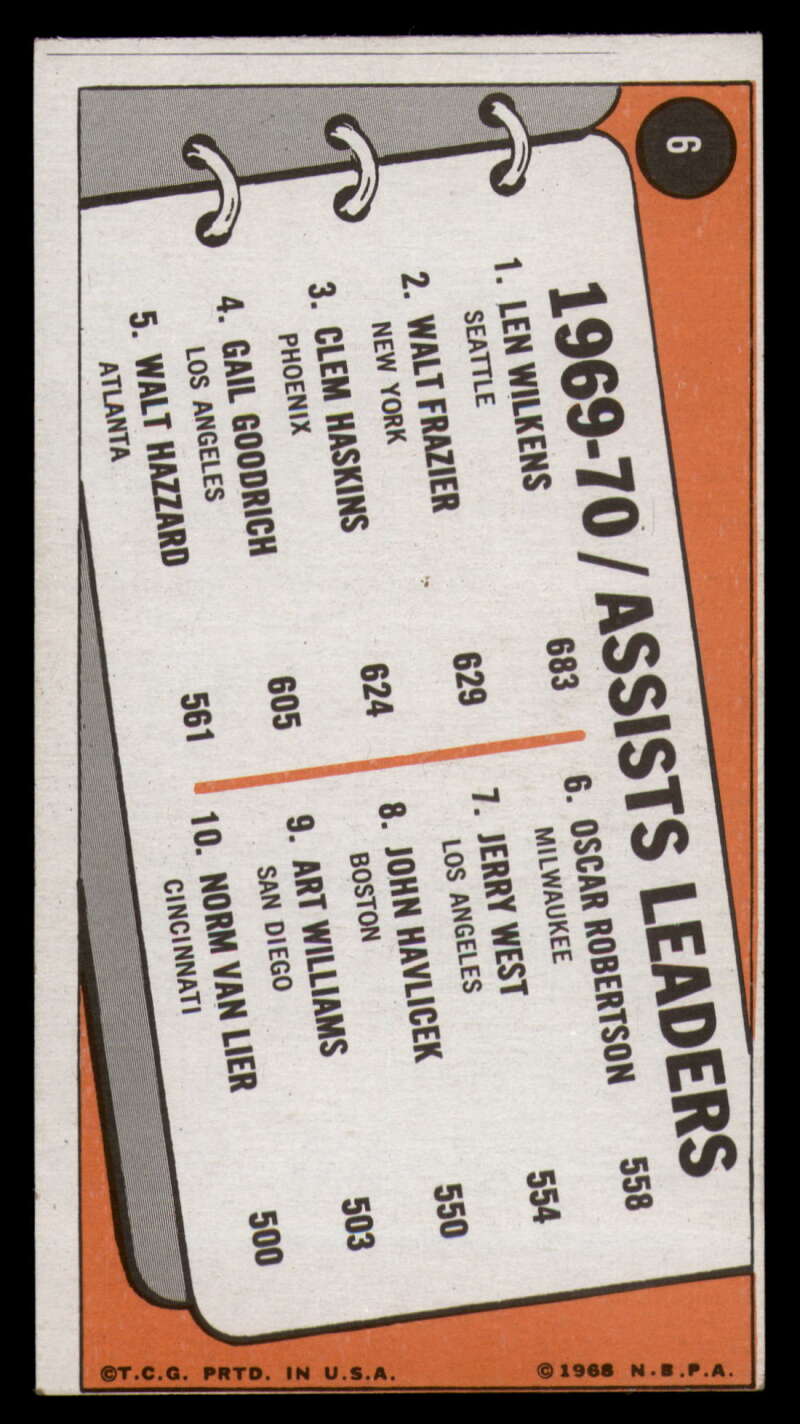 6
1969-70/ASSISTS LEADERS
1. LEN WILKENS 683
SEATTLE
2. WALT FRAZIER 629
NEW YORK
3. CLEM HASKINS 624
PHOENIX
4. GAIL GOODRICH 605
LOS ANGELES
5. WALT HAZZARD 561
ATLANTA
6. OSCAR ROBERTSON 558
MILWAUKEE
7. JERRY WEST 554
LOS ANGELES
8. JOHN HAVLICEK 550
BOSTON
9. ART WILLIAMS 503
SAN DIEGO
10. NORM VAN LIER 500
CINCINNATI
©T.C.G. PRTD. IN U.S.A.
© 1968 N.B.P.A.